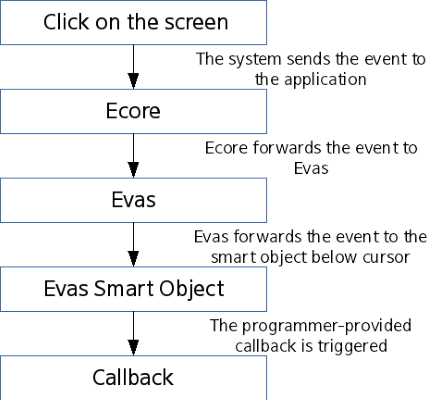 Click on the screen
The system sends the event to
the application
Ecore
Ecore forwards the event to
Evas
Evas
Evas forwards the event to the
smart object below cursor
Evas Smart Object
The programmer-provided
callback is triggered
Callback